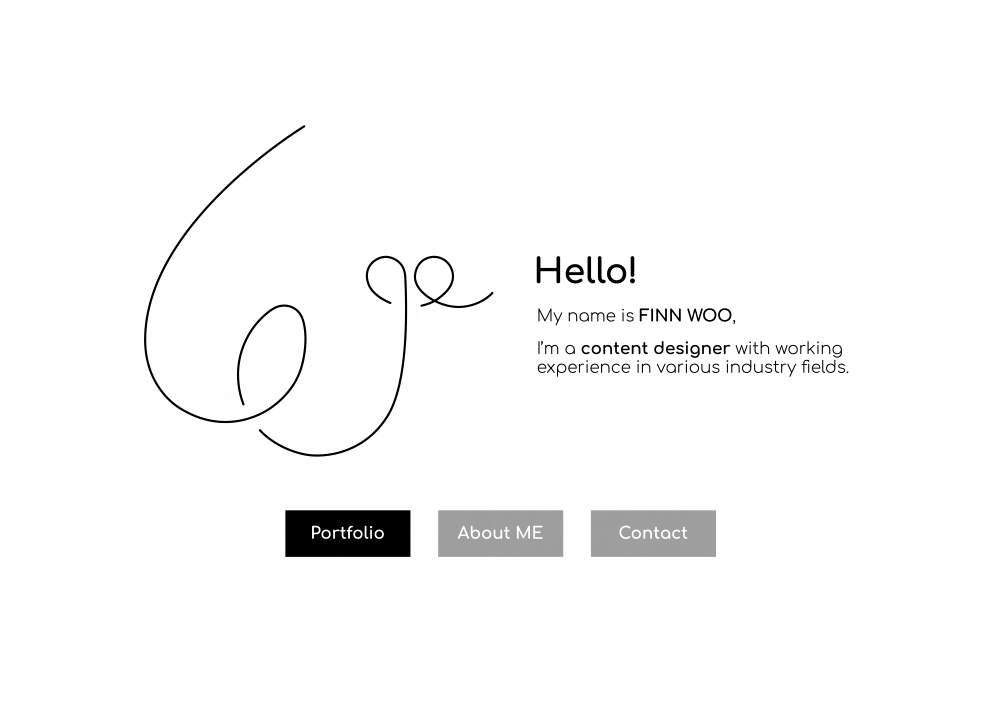 Hello!
My name is FINN WOO,
I'm a content designer with working
experience in various industry fields.
Portfolio
About ME
Contact